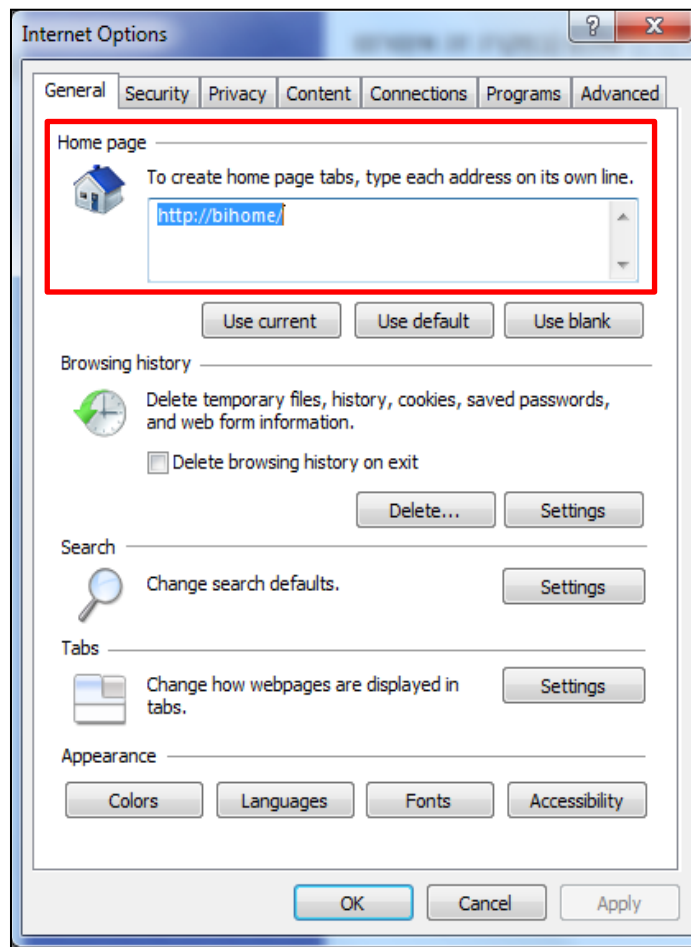 Internet Options
General Security Privacy Content Connections Programs Advanced
Home page
To create home page tabs, type each address on its own line.
http://bihome/
Use current Use default Use blank
Browsing history
Delete temporary files, history, cookies, saved passwords,
and web form information.
Delete browsing history on exit
Delete... Settings
Search
Change search defaults. Settings
Tabs
Change how webpages are displayed in
tabs.
Settings
Appearance
Colors Languages Fonts Accessibility
OK Cancel Apply